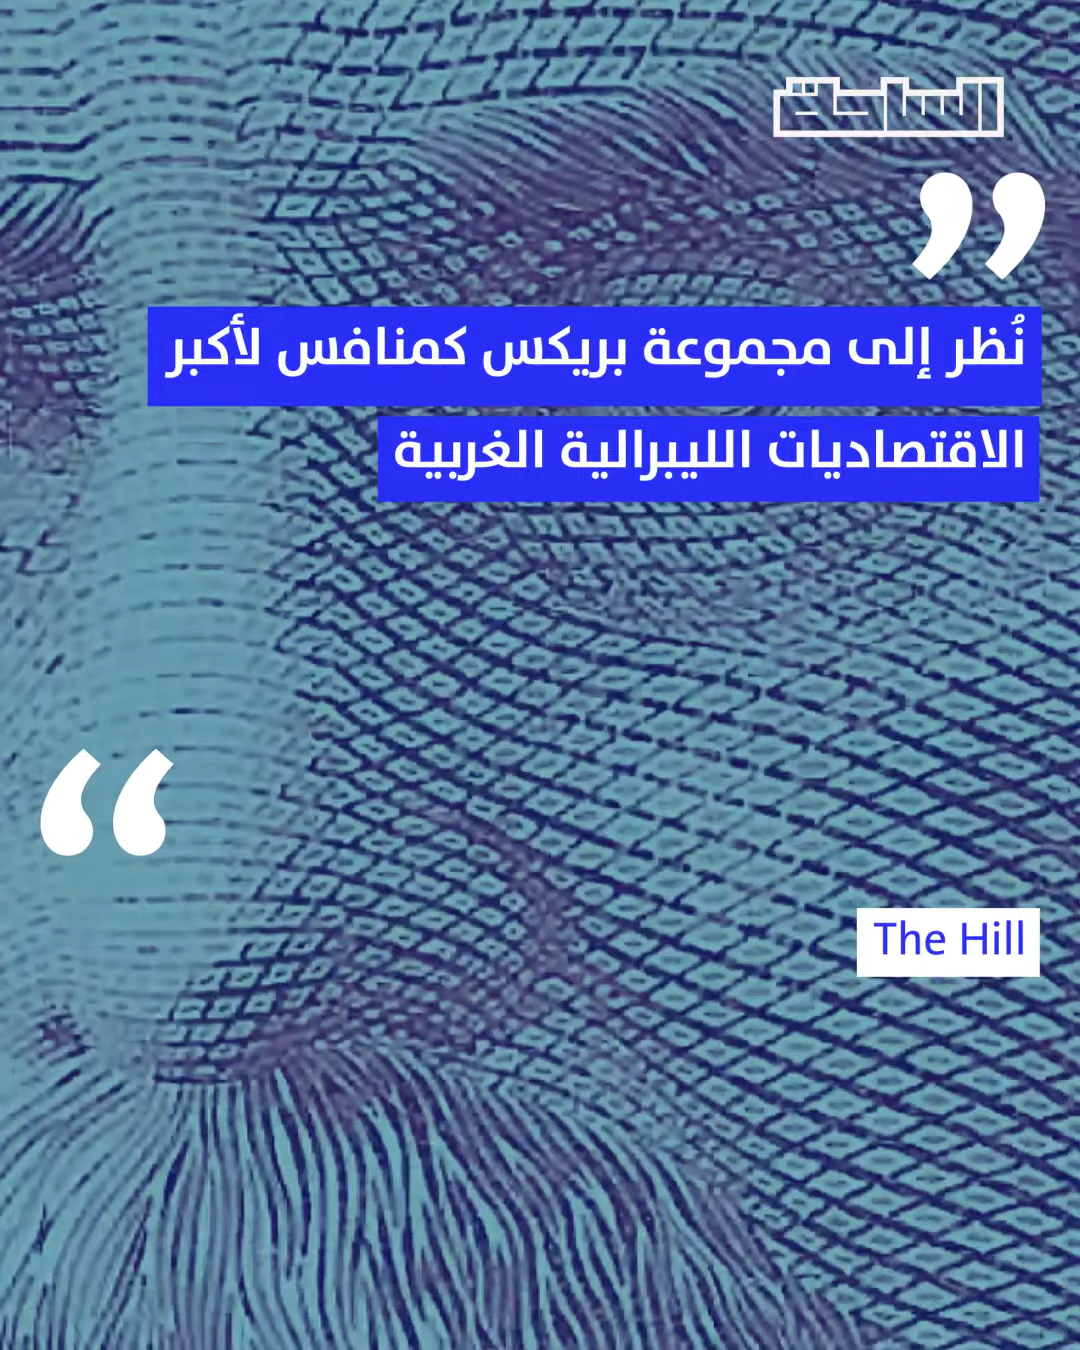 نُظر إلى مجموعة بريكس كمنافس لأكبر
الاقتصاديات الليبرالية الغربية
The Hill